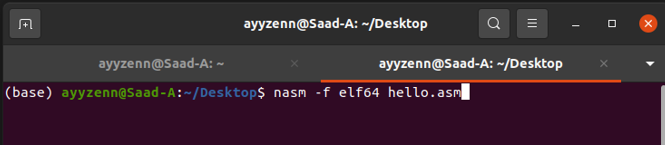 ayyzenn@Saad-A: ~/Desktop
ayyzenn@Saad-A: ~
ayyzenn@Saad-A: ~/Desktop
(base) ayyzenn@Saad-A:~/Desktop$ nasm -f elf64 hello.asm